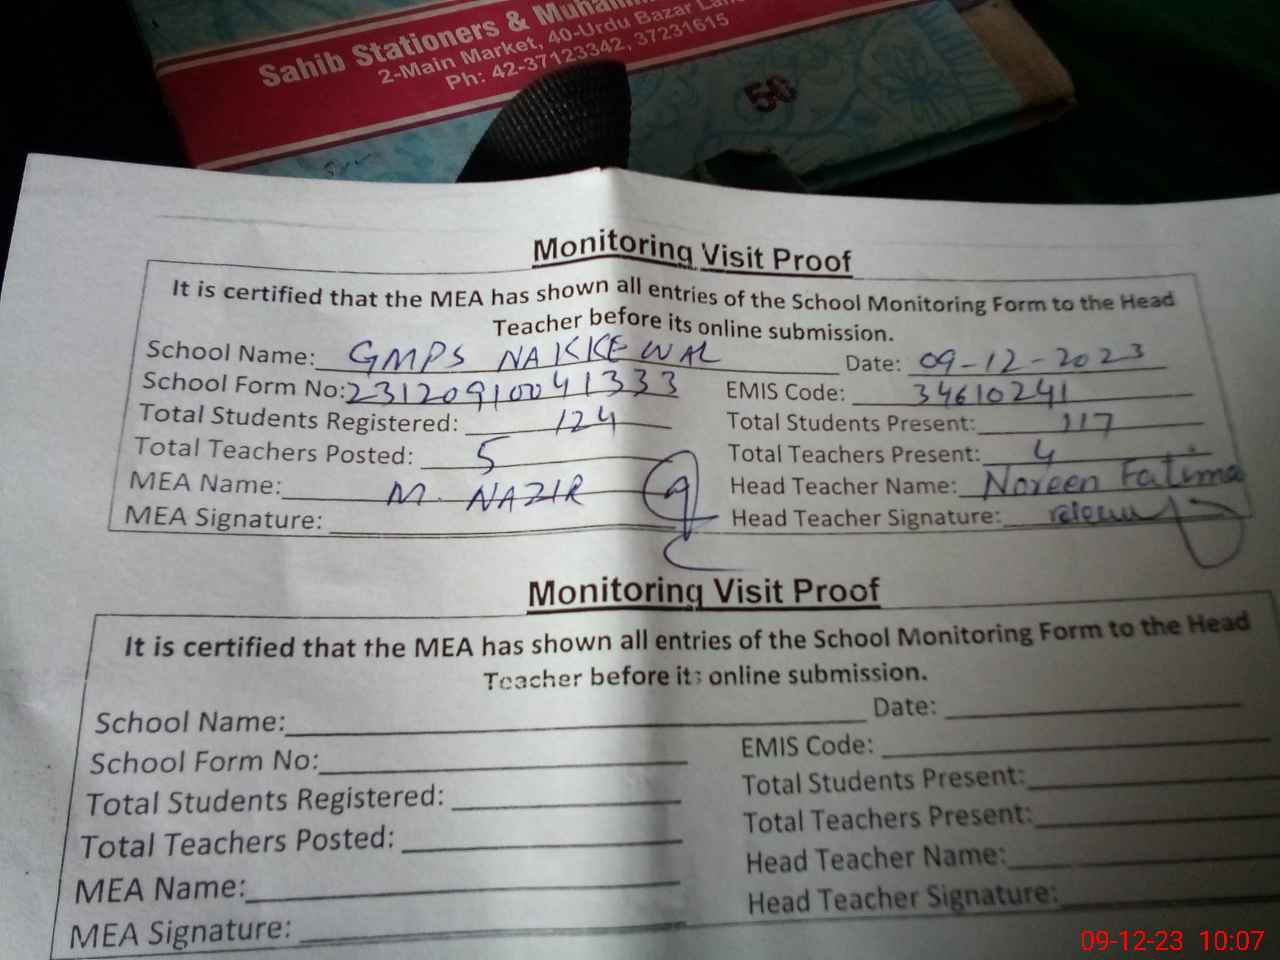 Sahib Stationers &
2-Main Market, 40-Urdu Bazar
Ph: 42-37123342, 37231615
56
Monitoring Visit Proof
It is certified that the MEA has shown all entries of the School Monitoring Form to the Head
Teacher before its online submission.
School Name: GMPS NAKKEWAL Date: 09-12-2023
School Form No: 23120910041333 EMIS Code: 34610241
Total Students Registered: 124 Total Students Present: 117
Total Teachers Posted: 5 Total Teachers Present: 4
MEA Name: M. NAZIR Head Teacher Name: Noreen Fatima
MEA Signature: Head Teacher Signature:
Monitoring Visit Proof
It is certified that the MEA has shown all entries of the School Monitoring Form to the Head
Teacher before its online submission.
School Name: Date:
School Form No: EMIS Code:
Total Students Registered: Total Students Present:
Total Teachers Posted: Total Teachers Present:
MEA Name: Head Teacher Name:
MEA Signature: Head Teacher Signature:
09-12-23 10:07